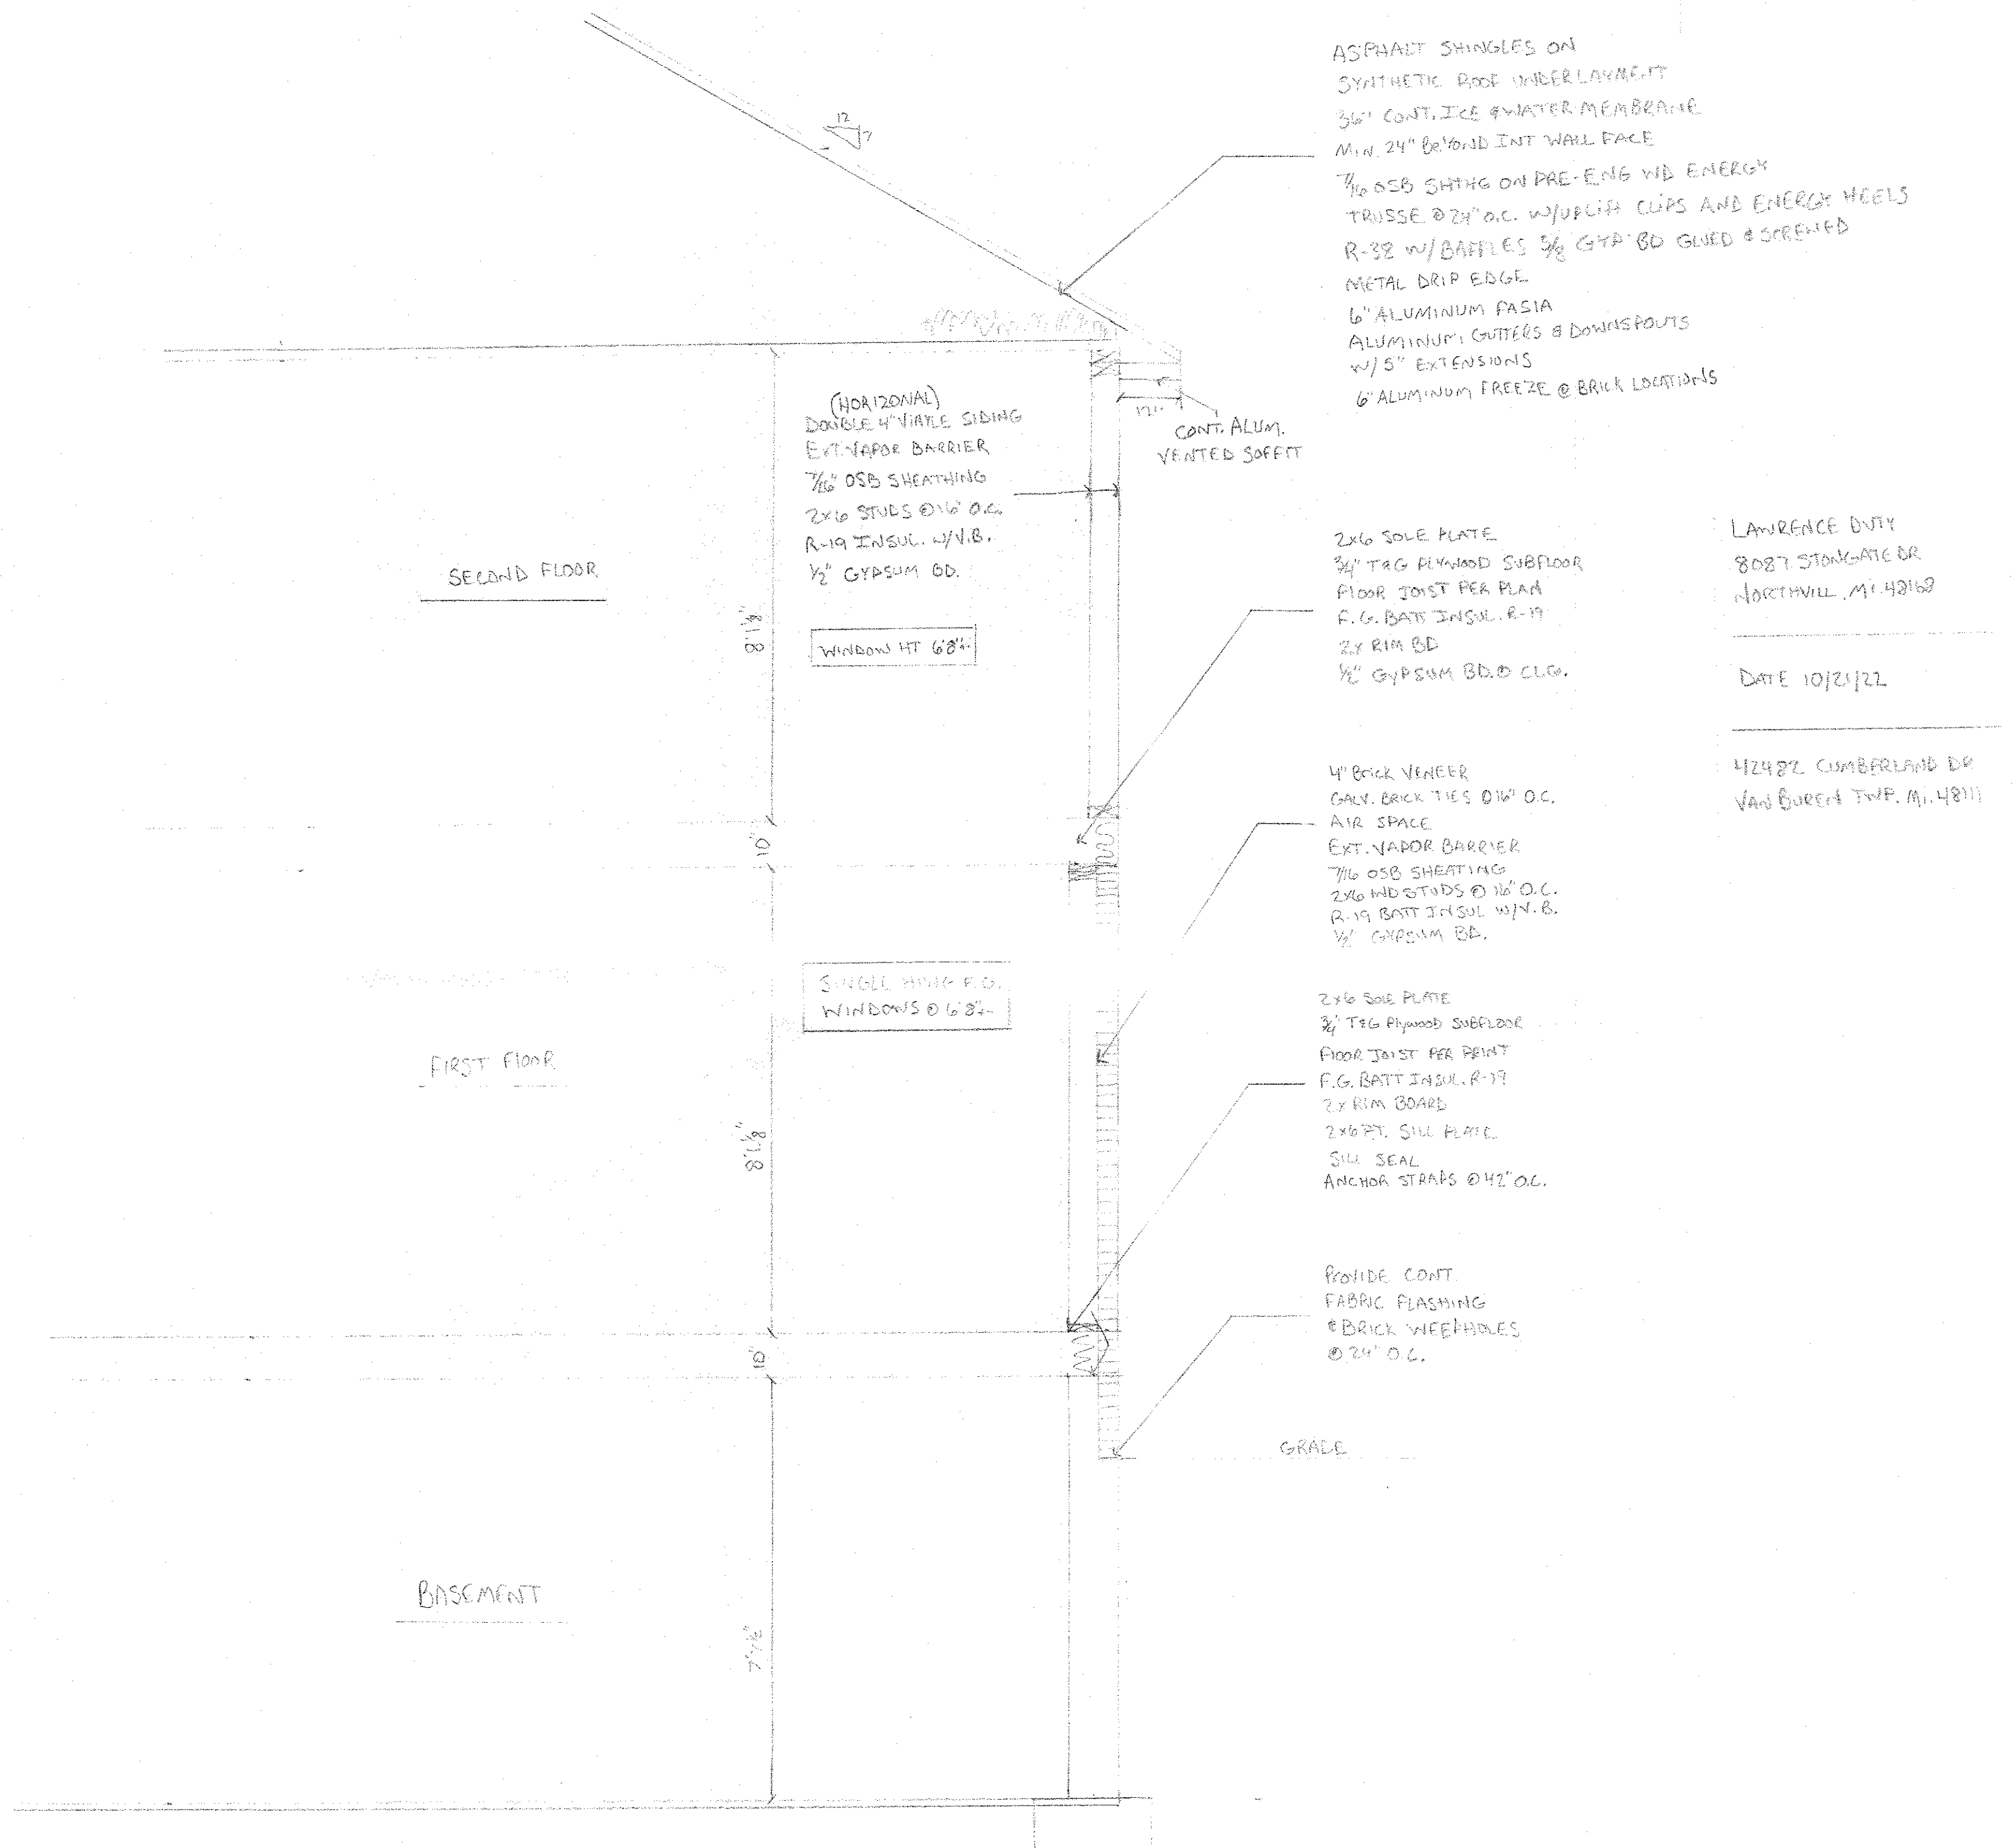 ASPHALT SHINGLES ON
SYNTHETIC ROOF UNDERLAYMENT
36" CONT. ICE & WATER MEMBRANE
MIN. 24" BEYOND INT WALL FACE
7/16 OSB SHTHG ON PRE-ENG WD ENERGY
TRUSSE @ 24" O.C. W/UPLIFT CLIPS AND ENERGY HEELS
R-38 W/BAFFLES 5/8 GYP BD GLUED & SCREWED
METAL DRIP EDGE
6" ALUMINUM FASIA
ALUMINUM GUTTERS & DOWNSPOUTS
W/ 5" EXTENSIONS
6" ALUMINUM FREEZE @ BRICK LOCATIONS
12
7
12"
CONT. ALUM.
VENTED SOFFIT
(HORIZONAL)
DOUBLE 4" VINYLE SIDING
EXT. VAPOR BARRIER
7/16" OSB SHEATHING
2x6 STUDS @ 16" O.C.
R-19 INSUL. W/V.B.
1/2" GYPSUM BD.
SECOND FLOOR
8'1 1/8"
WINDOW HT 6'8"+-
2x6 SOLE PLATE
3/4" T&G PLYWOOD SUBFLOOR
FLOOR JOIST PER PLAN
F.G. BATT INSUL. R-19
2x RIM BD
1/2" GYPSUM BD. @ CLG.
LAWRENCE DUTY
8087 STONGATE DR
NORTHVILL, MI. 48168
DATE 10/21/22
42482 CUMBERLAND DR
VAN BUREN TWP. MI. 48111
10"
4" BRICK VENEER
GALV. BRICK TIES @ 16" O.C.
AIR SPACE
EXT. VAPOR BARRIER
7/16 OSB SHEATING
2x6 WD STUDS @ 16" O.C.
R-19 BATT INSUL W/V.B.
1/2" GYPSUM BD.
SINGLE HUNG F.G.
WINDOWS @ 6'8"+-
FIRST FLOOR
8'1 1/8"
2x6 SOLE PLATE
3/4" T&G PLYWOOD SUBFLOOR
FLOOR JOIST PER PRINT
F.G. BATT INSUL. R-19
2x RIM BOARD
2x6 P.T. SILL PLATE
SILL SEAL
ANCHOR STRAPS @ 42" O.C.
10"
PROVIDE CONT.
FABRIC FLASHING
& BRICK WEEPHOLES
@ 24" O.C.
GRADE
BASEMENT